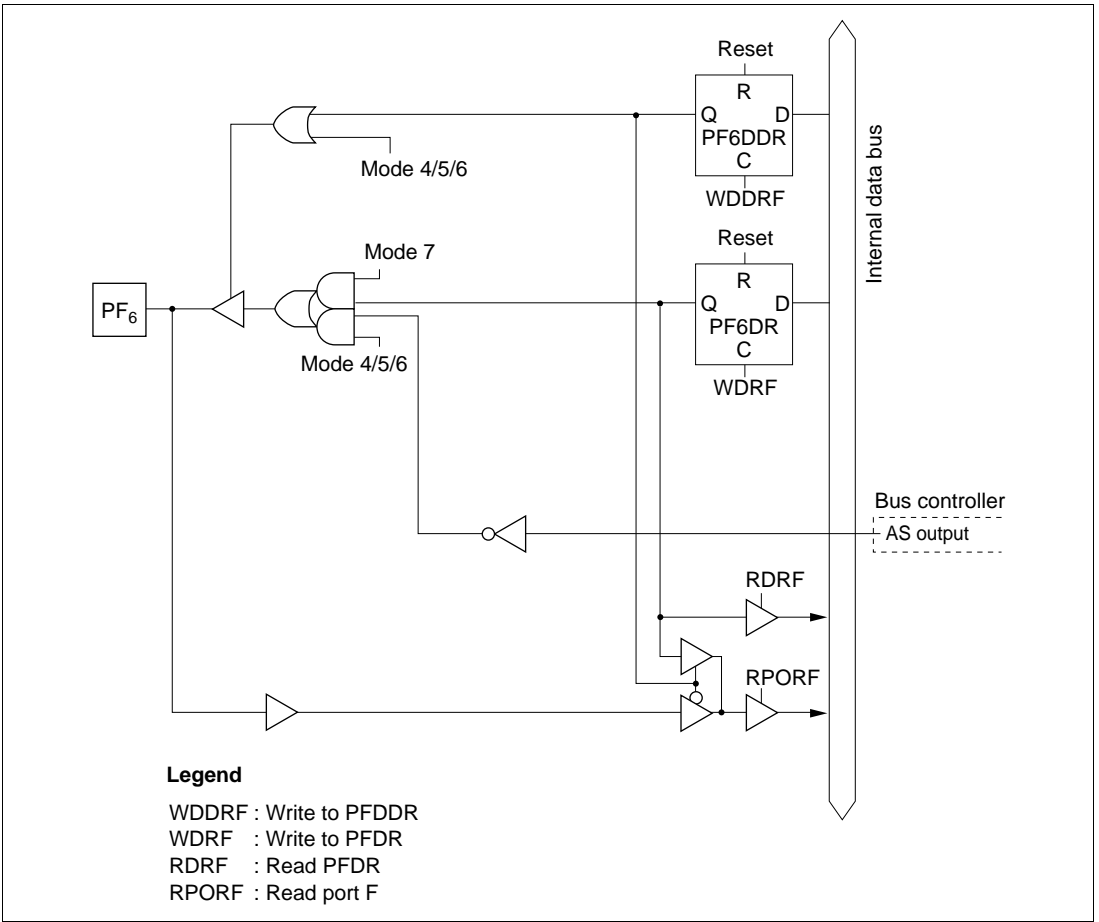 Reset
R
Q D
PF6DDR
C
WDDRF
Mode 4/5/6
Internal data bus
Reset
R
Q D
PF6DR
C
WDRF
Mode 7
PF6
Mode 4/5/6
Bus controller
AS output
RDRF
RPORF
Legend
WDDRF : Write to PFDDR
WDRF : Write to PFDR
RDRF : Read PFDR
RPORF : Read port F